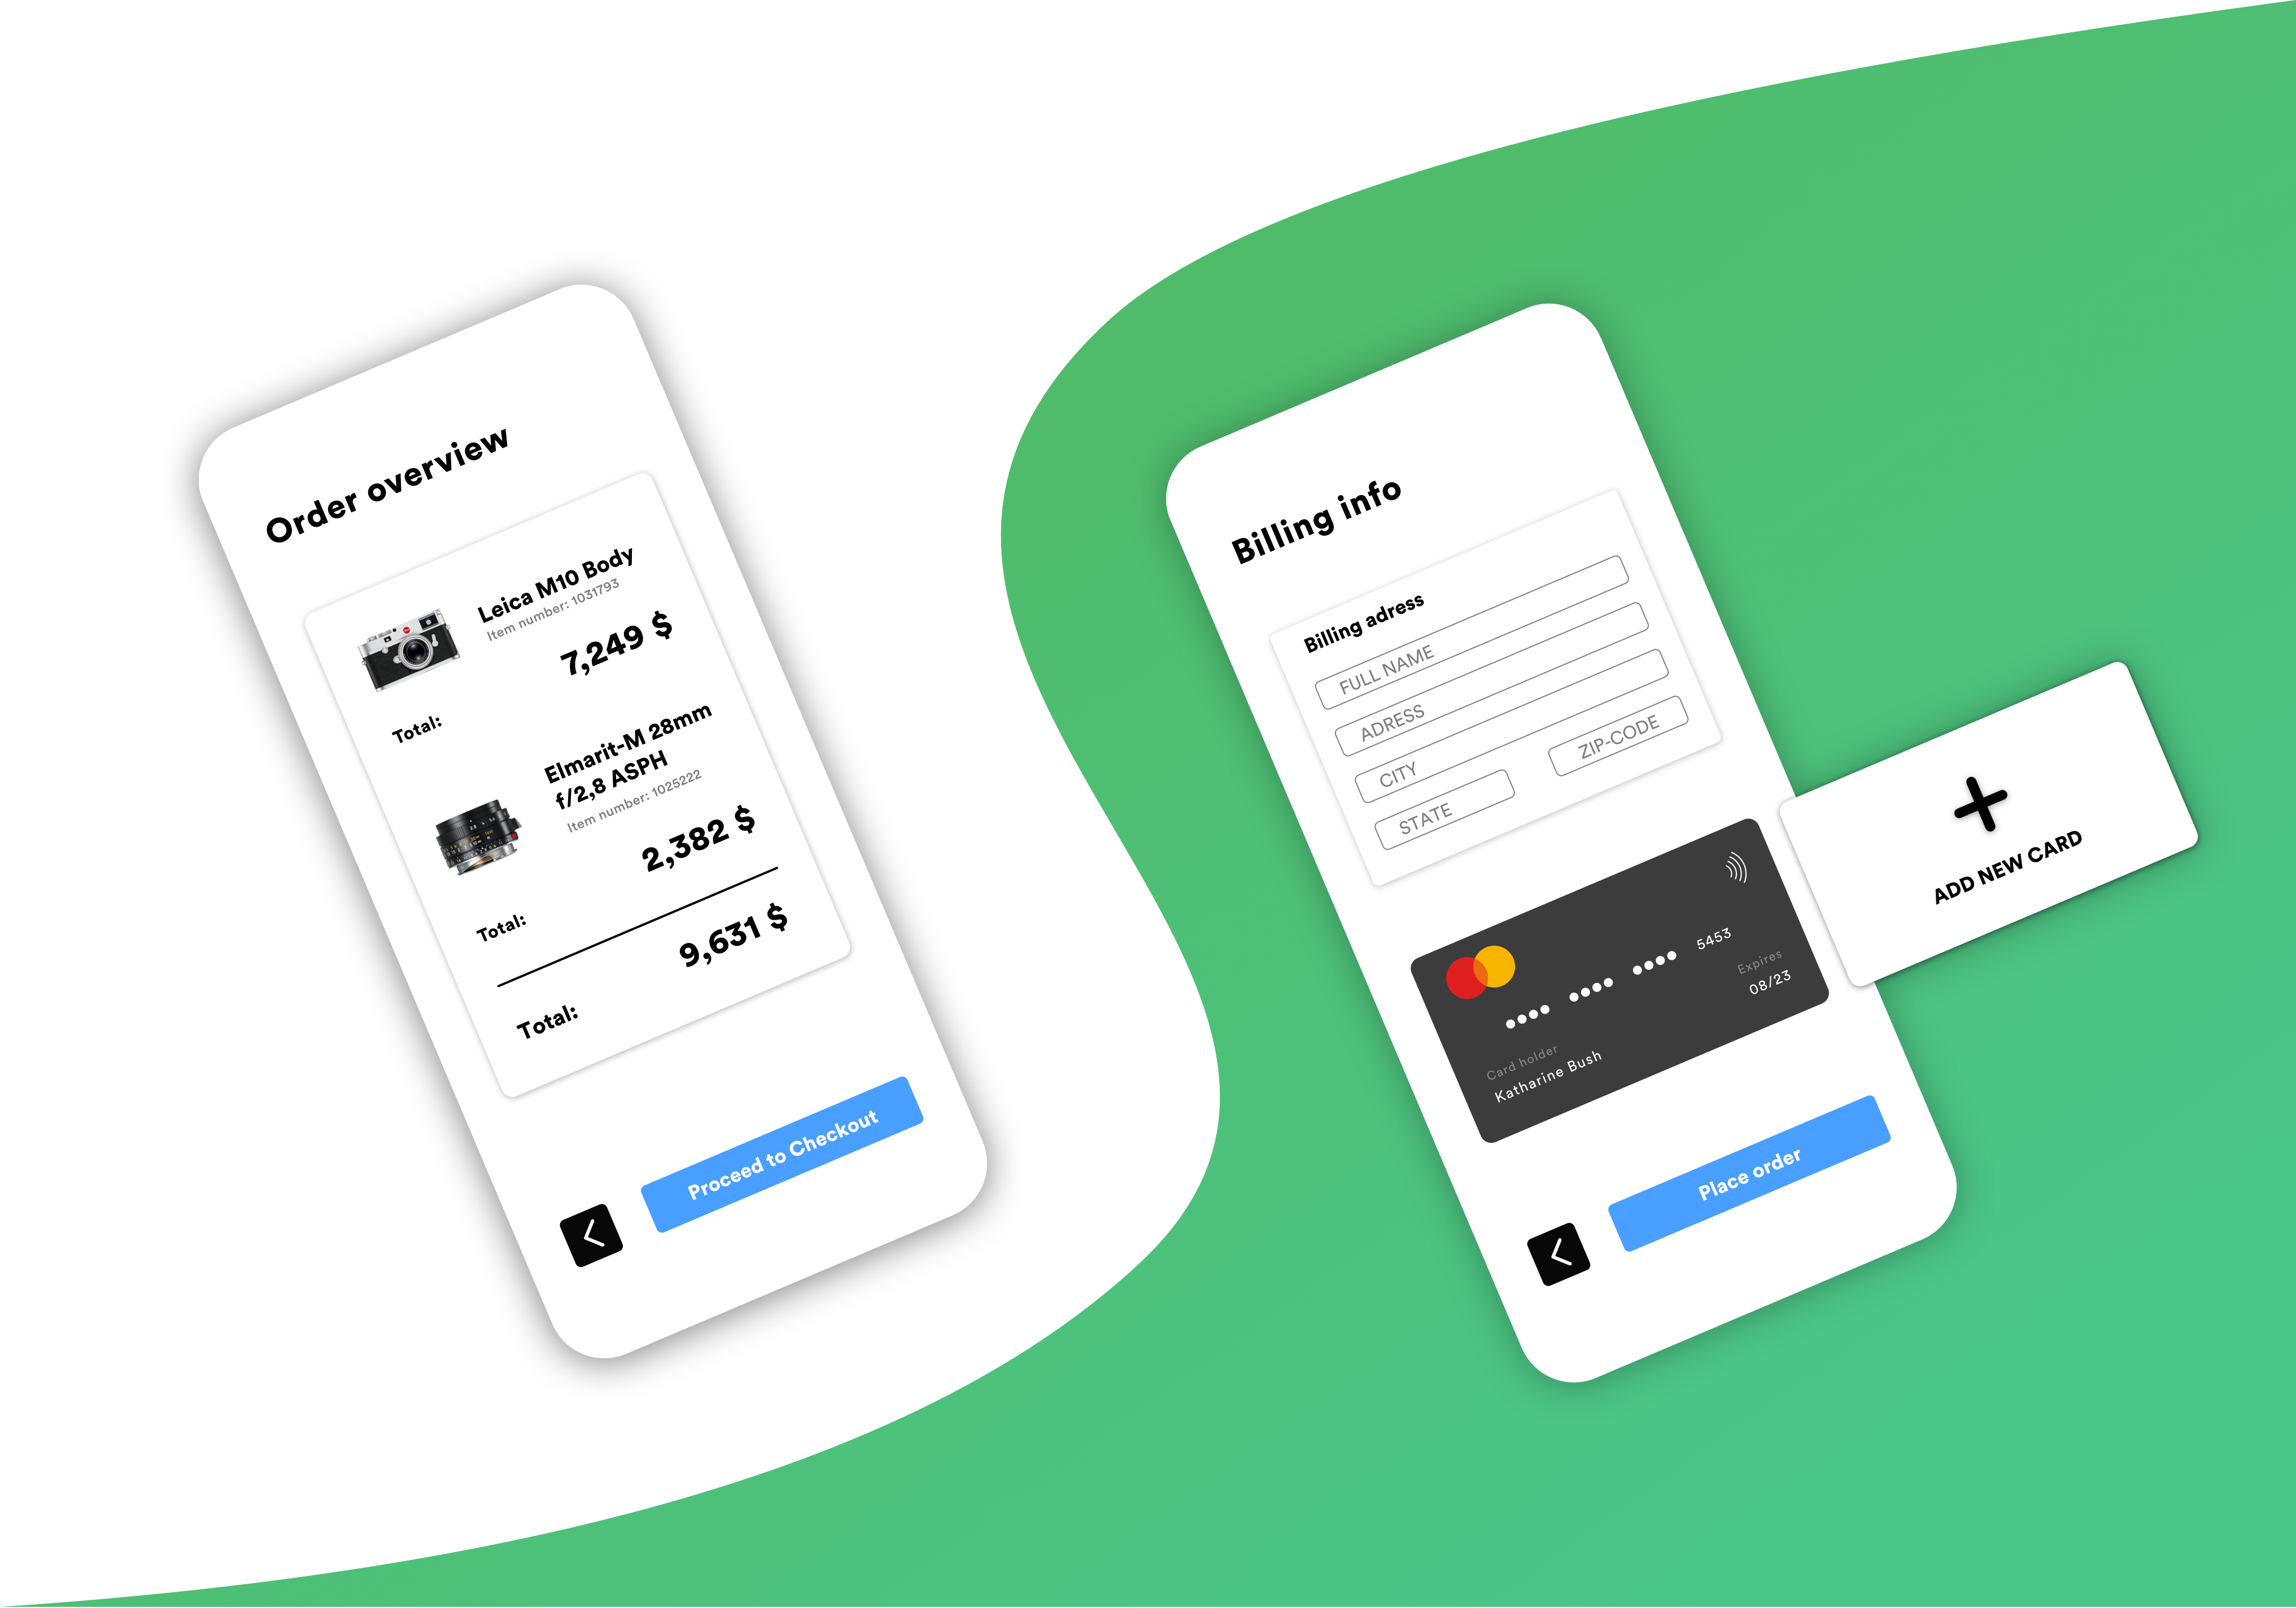 Order overview
Leica M10 Body
Item number: 1031793
7,249 $
Total:
Elmarit-M 28mm
f/2,8 ASPH
Item number: 1025222
2,382 $
Total:
9,631 $
Total:
Proceed to Checkout
Billing info
Billing adress
FULL NAME
ADRESS
CITY
STATE
ZIP-CODE
5453
Expires
08/23
Card holder
Katharine Bush
ADD NEW CARD
Place order